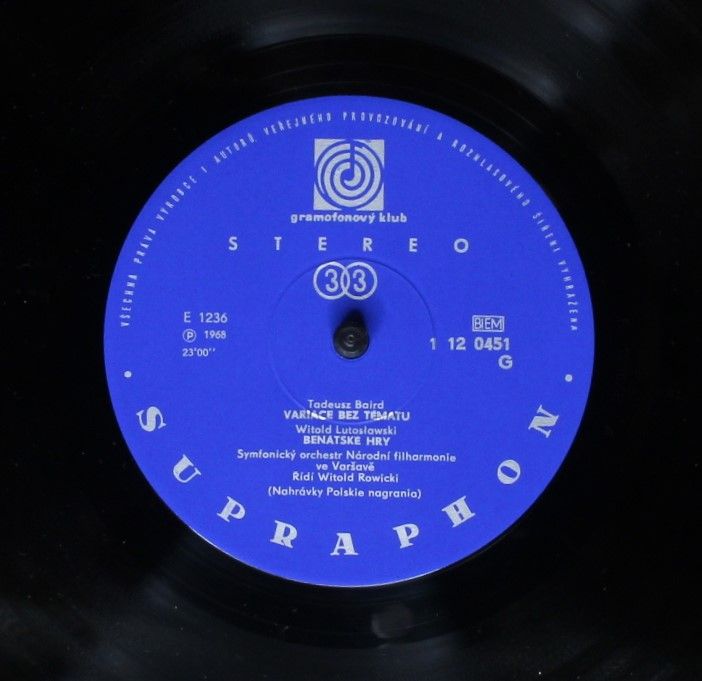 VŠECHNA PRÁVA VÝROBCE I AUTORŮ, VEŘEJNÉHO PROVOZOVÁNÍ A ROZHLASOVÉHO ŠÍŘENÍ VYHRAŽENA
gramofonový klub
STEREO
33
E 1236
Ⓟ 1968
23'00''
BIEM
1 12 0451
G
Tadeusz Baird
VARIACE BEZ TÉMATU
Witold Lutosławski
BENÁTSKÉ HRY
Symfonický orchestr Národní filharmonie
ve Varšavě
Řídí Witold Rowicki
(Nahrávky Polskie nagrania)
• SUPRAPHON •